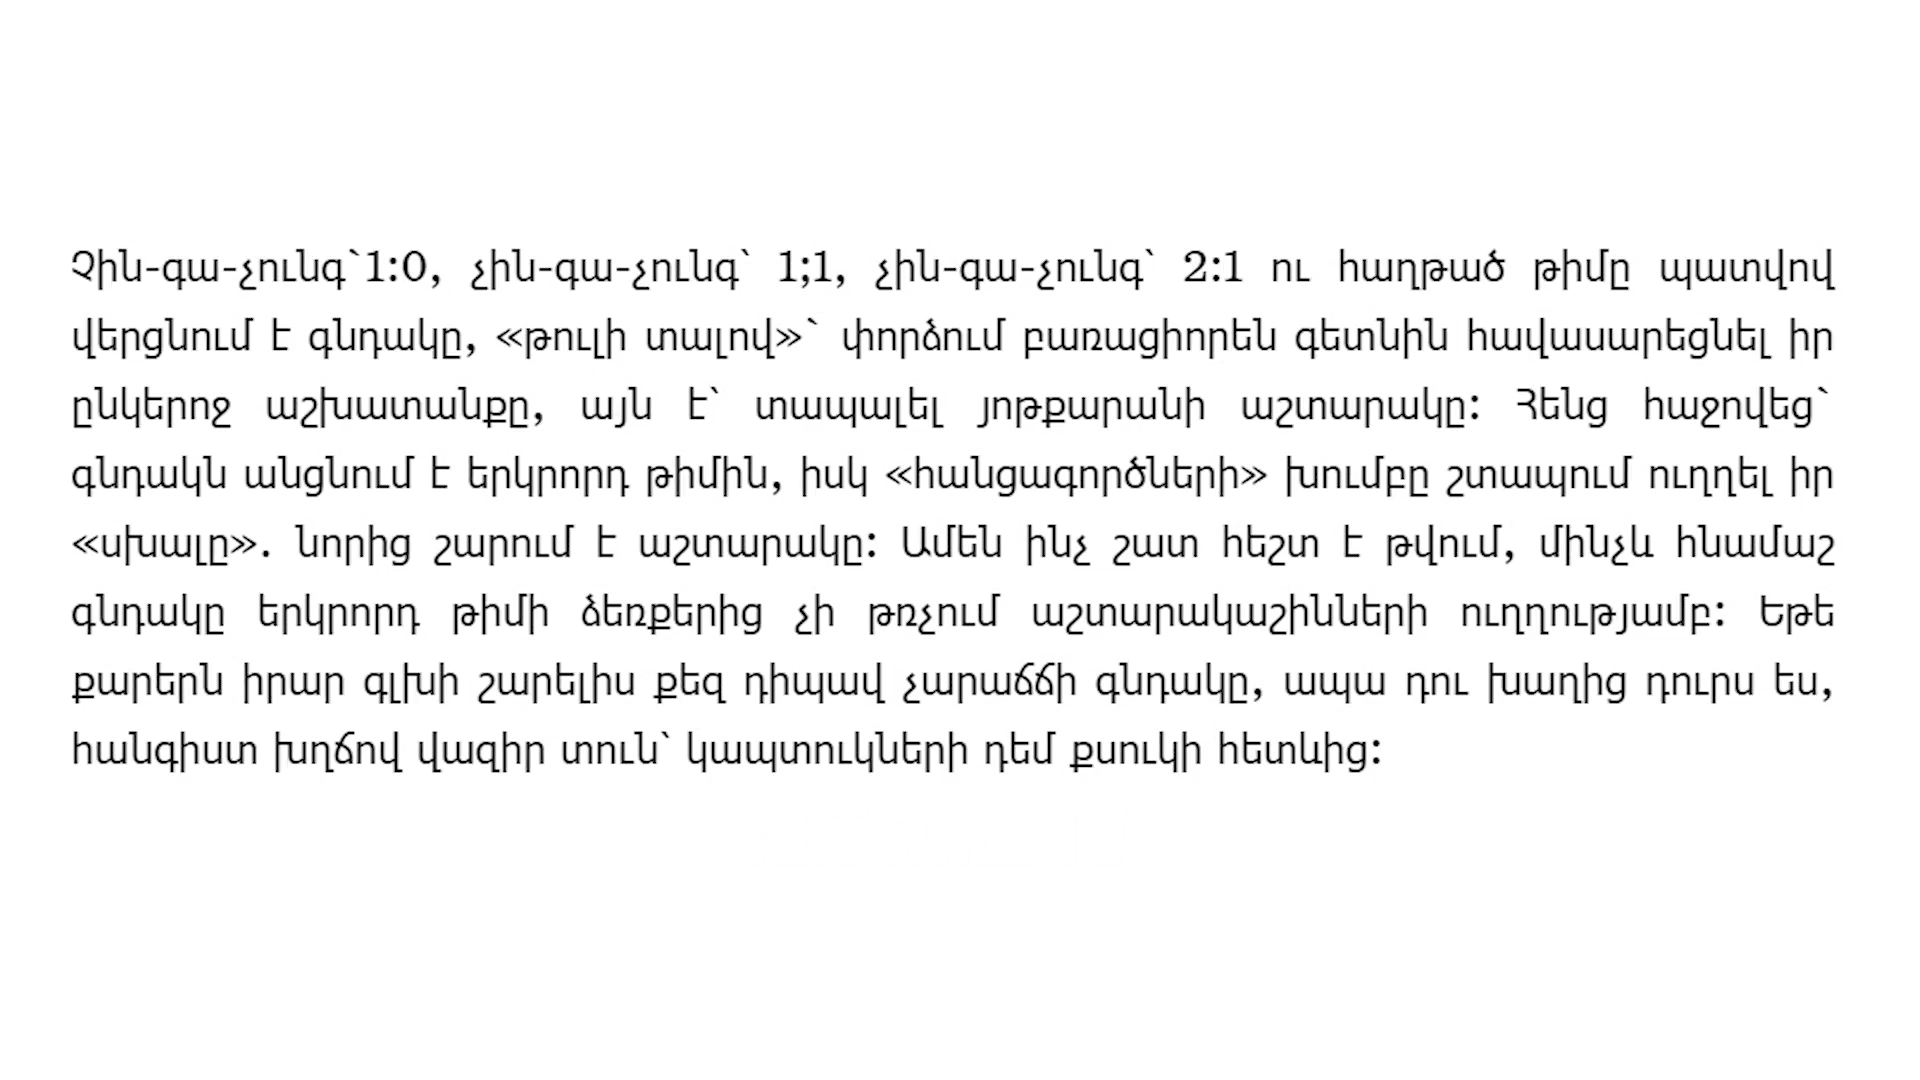 Չին-գա-չունգ՝1:0, չին-գա-չունգ՝ 1;1, չին-գա-չունգ՝ 2:1 ու հաղթած թիմը պատվով
վերցնում է գնդակը, «թուլի տալով»՝ փորձում բառացիորեն գետնին հավասարեցնել իր
ընկերոջ աշխատանքը, այն է՝ տապալել յոթքարանի աշտարակը: Հենց հաջովեց՝
գնդակն անցնում է երկրորդ թիմին, իսկ «հանցագործների» խումբը շտապում ուղղել իր
«սխալը». նորից շարում է աշտարակը: Ամեն ինչ շատ հեշտ է թվում, մինչև հնամաշ
գնդակը երկրորդ թիմի ձեռքերից չի թռչում աշտարակաշինների ուղղությամբ: Եթե
քարերն իրար գլխի շարելիս քեզ դիպավ չարաճճի գնդակը, ապա դու խաղից դուրս ես,
հանգիստ խղճով վազիր տուն՝ կապտուկների դեմ քսուկի հետևից: